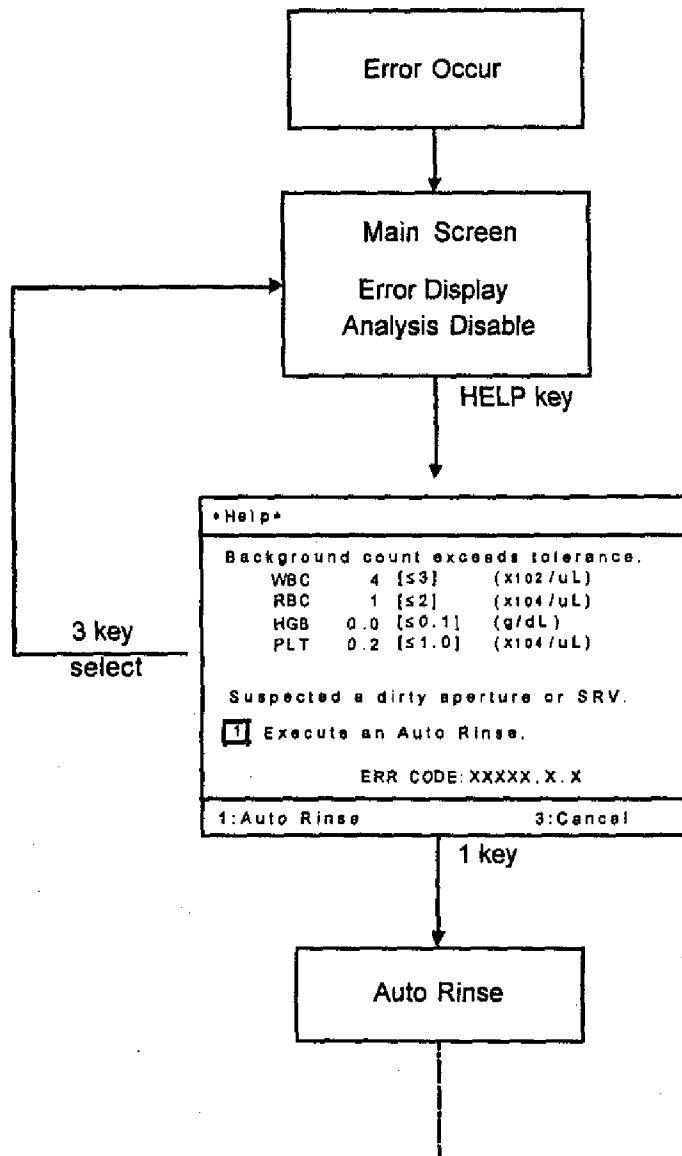 Error Occur
Main Screen
Error Display
Analysis Disable
HELP key
*Help*
Background count exceeds tolerance.
WBC 4 [≤3] (x102/uL)
RBC 1 [≤2] (x104/uL)
HGB 0.0 [≤0.1] (g/dL)
PLT 0.2 [≤1.0] (x104/uL)
3 key
select
Suspected a dirty aperture or SRV.
1 Execute an Auto Rinse.
ERR CODE: XXXXX.X.X
1:Auto Rinse 3:Cancel
1 key
Auto Rinse